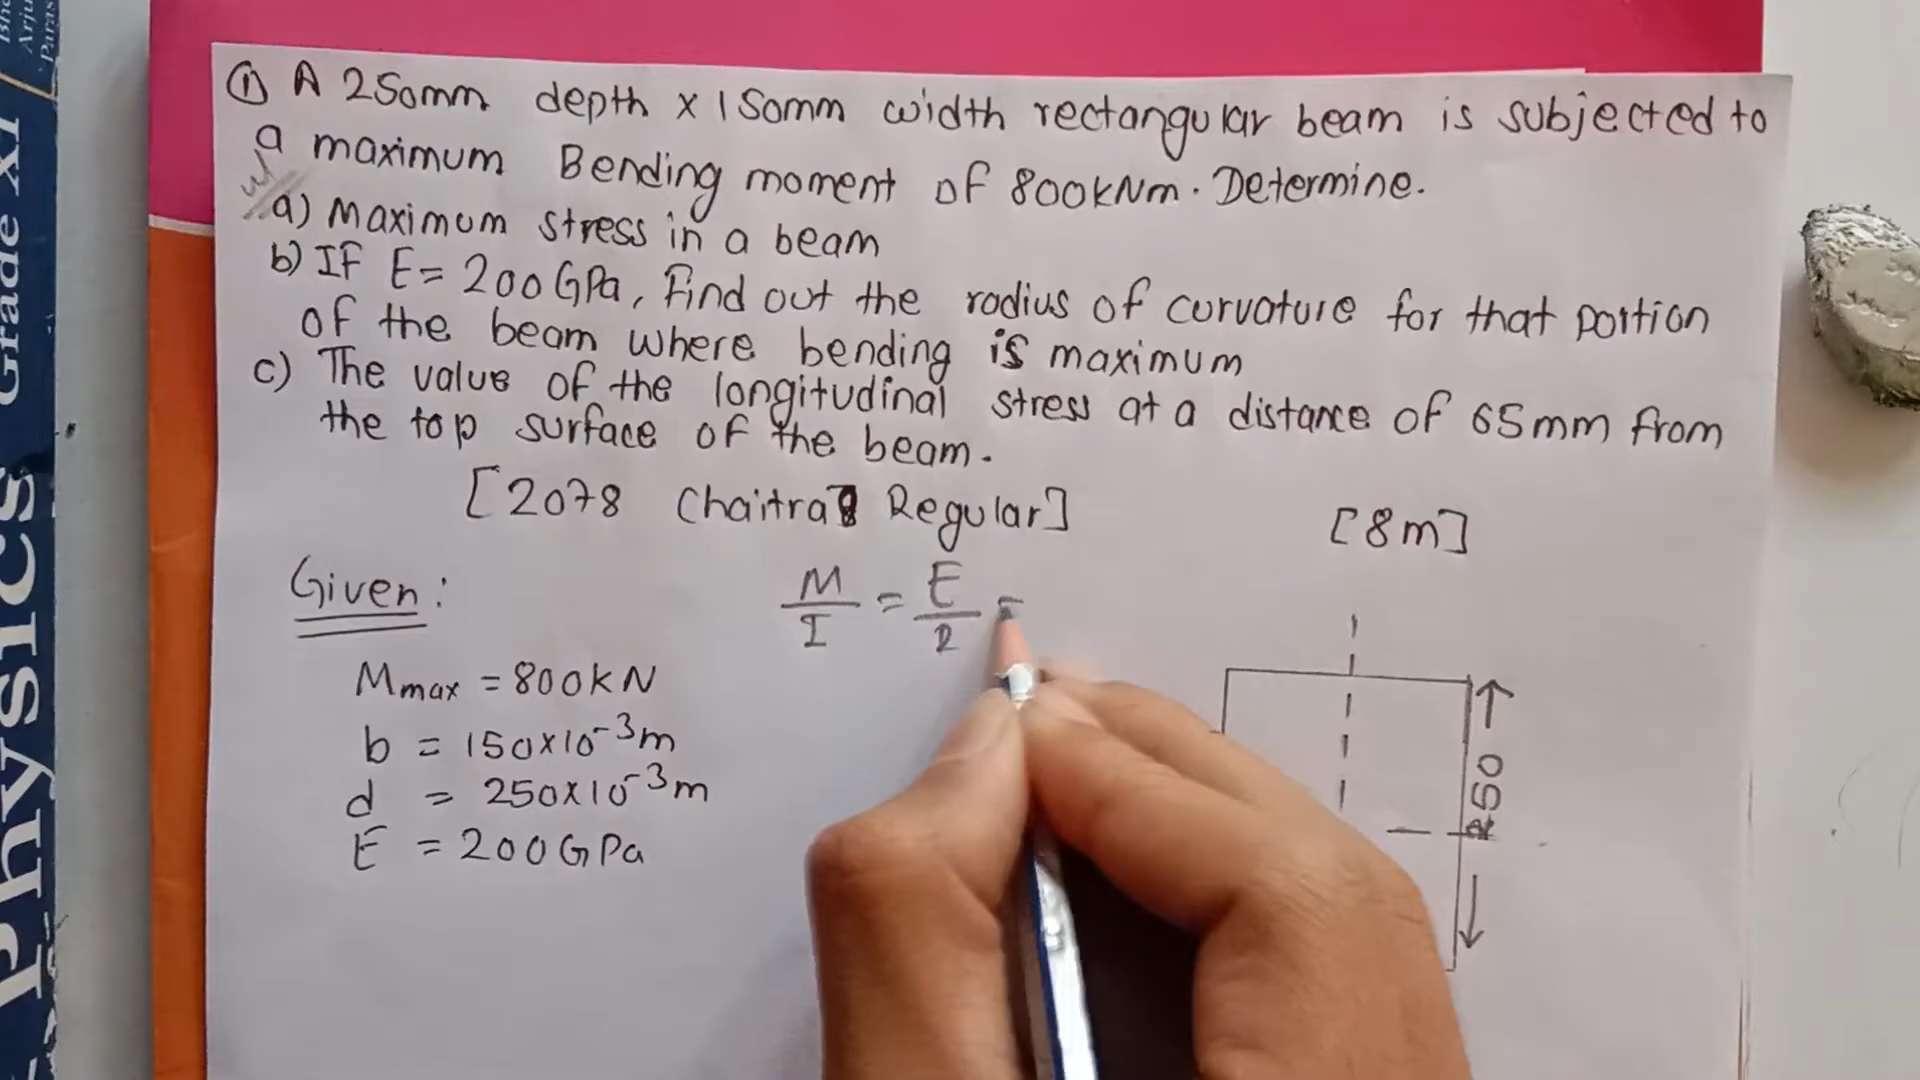 Physics Grade XI
① A 250mm depth x 150mm width rectangular beam is subjected to
a maximum Bending moment of 800kNm. Determine.
a) Maximum stress in a beam
b) If E = 200GPa, Find out the radius of curvature for that portion
of the beam where bending is maximum
c) The value of the longitudinal stress at a distance of 65mm from
the top surface of the beam.
[2078 Chaitra Regular]
[8m]
Given:
M/I = E/R =
Mmax = 800kN
b = 150x10⁻³m
d = 250x10⁻³m
E = 200GPa
250